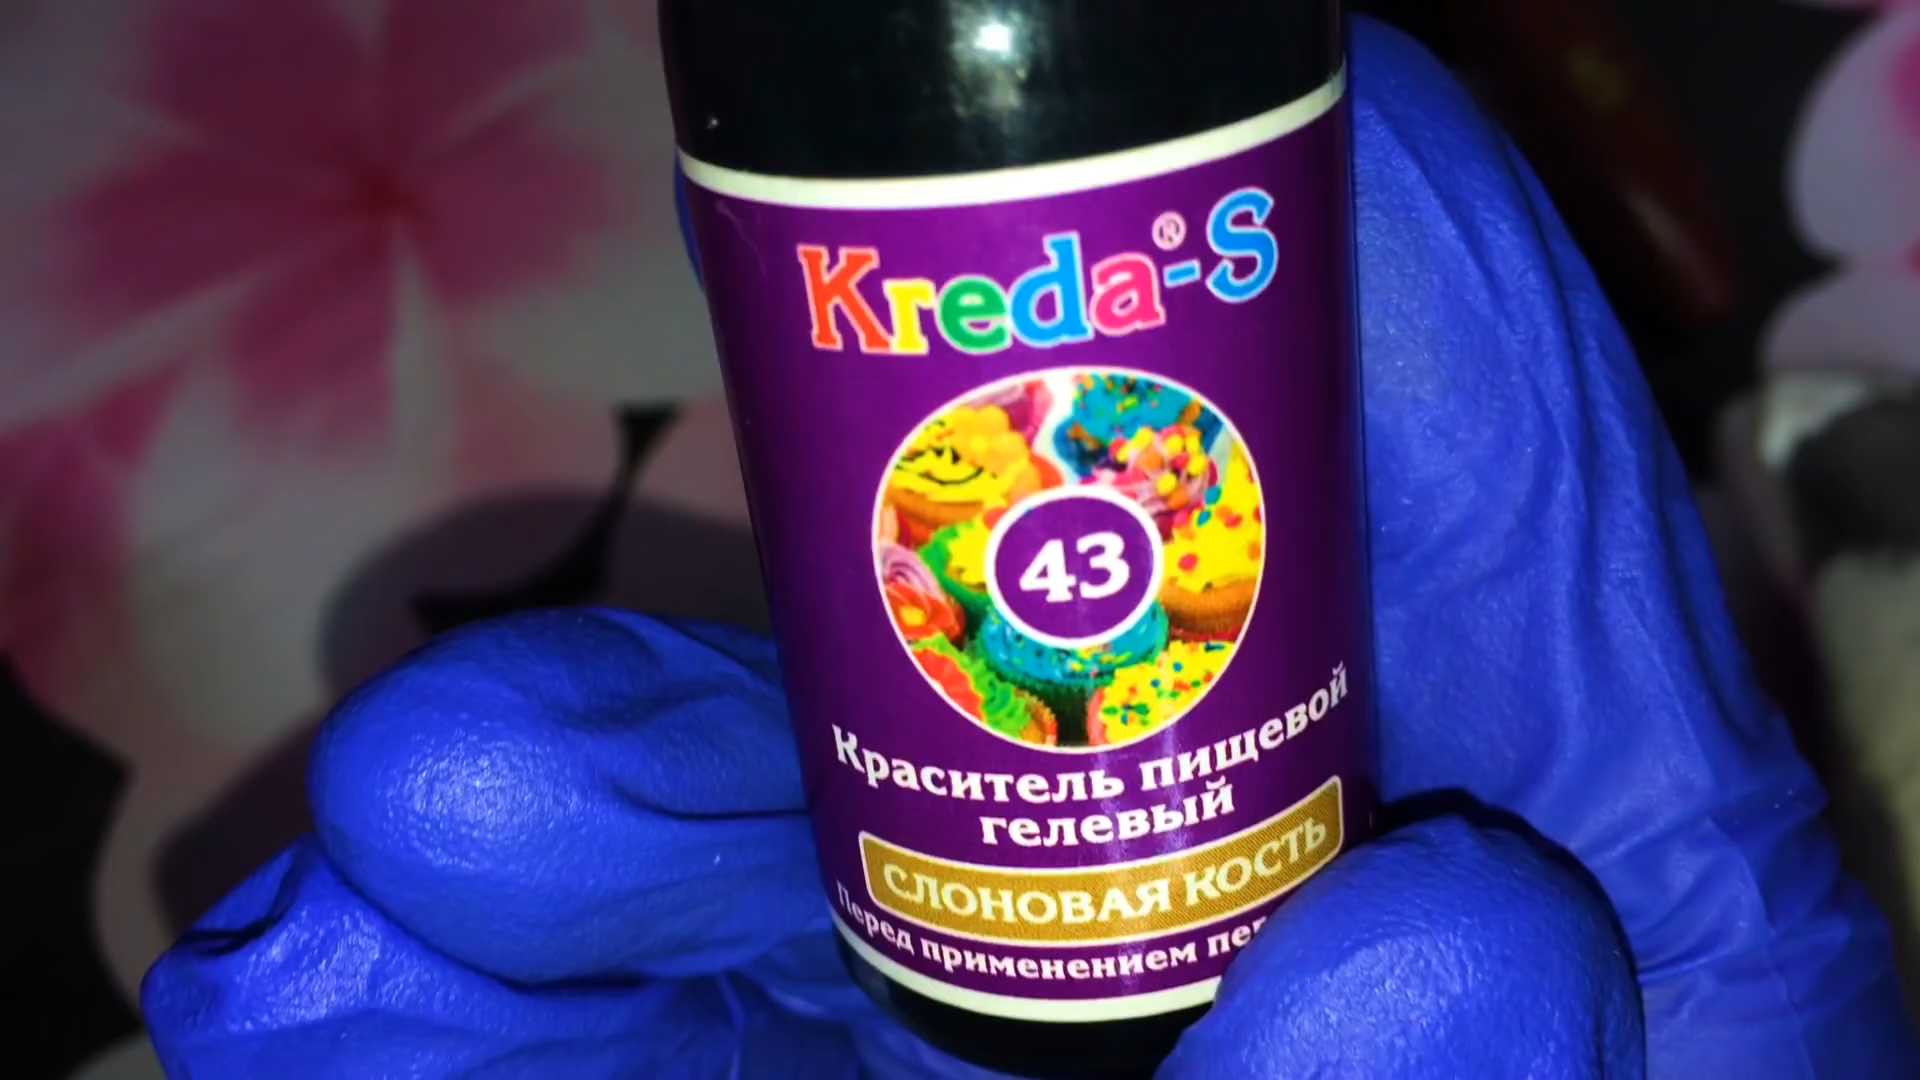 Kreda®-S
43
Краситель пищевой
гелевый
СЛОНОВАЯ КОСТЬ
Перед применением